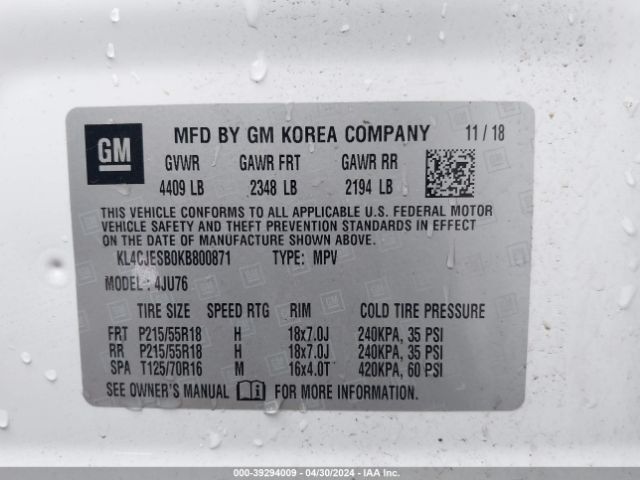 GM
MFD BY GM KOREA COMPANY 11 / 18
GVWR GAWR FRT GAWR RR
4409 LB 2348 LB 2194 LB
THIS VEHICLE CONFORMS TO ALL APPLICABLE U.S. FEDERAL MOTOR
VEHICLE SAFETY AND THEFT PREVENTION STANDARDS IN EFFECT
ON THE DATE OF MANUFACTURE SHOWN ABOVE.
KL4CJESB0KB800871 TYPE: MPV
MODEL: 4JU76
TIRE SIZE SPEED RTG RIM COLD TIRE PRESSURE
FRT P215/55R18 H 18x7.0J 240KPA, 35 PSI
RR P215/55R18 H 18x7.0J 240KPA, 35 PSI
SPA T125/70R16 M 16x4.0T 420KPA, 60 PSI
SEE OWNER'S MANUAL FOR MORE INFORMATION.
000-39294009 - 04/30/2024 - IAA Inc.